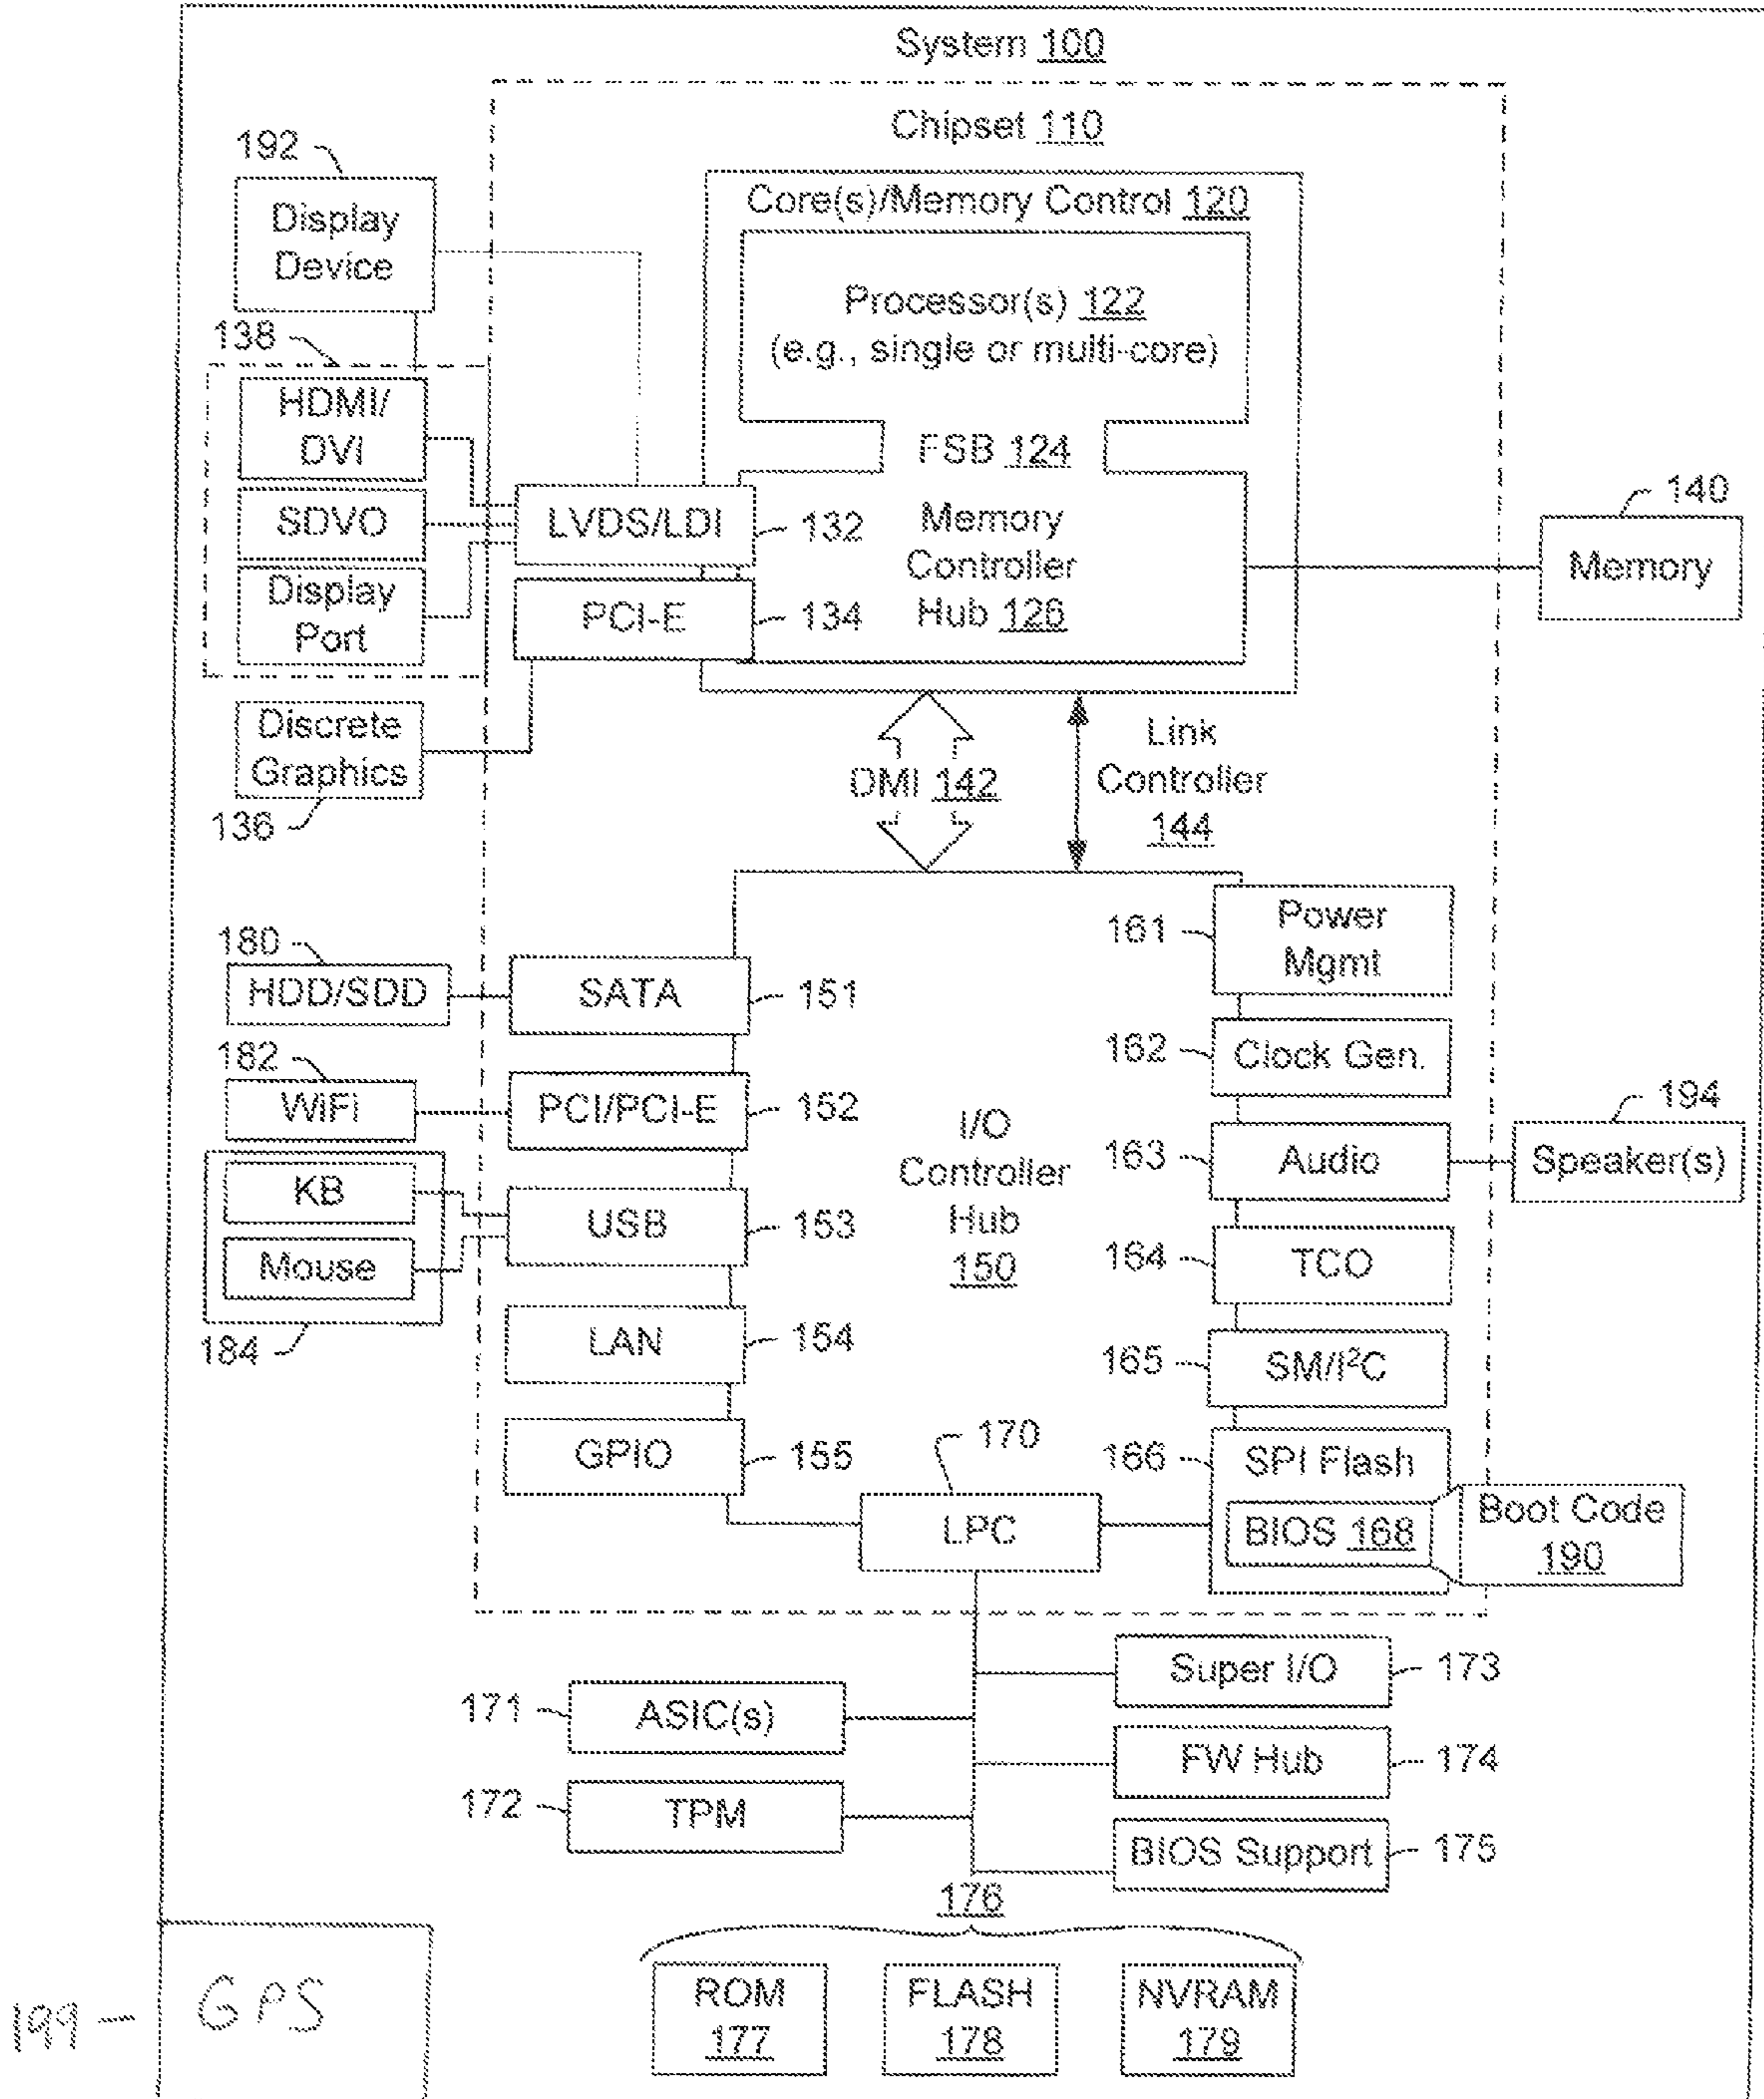 System 100
Chipset 110
192
Display
Device
Core(s)/Memory Control 120
Processor(s) 122
(e.g., single or multi-core)
138
HDMI/
DVI
SDVO
Display
Port
FSB 124
LVDS/LDI
132
PCI-E
134
Memory
Controller
Hub 126
140
Memory
Discrete
Graphics
136
DMI 142
Link
Controller
144
180
HDD/SDD
SATA
151
182
WiFi
PCI/PCI-E
152
KB
Mouse
184
USB
153
LAN
154
GPIO
155
I/O
Controller
Hub
150
161
Power
Mgmt
162
Clock Gen.
163
Audio
194
Speaker(s)
164
TCO
165
SM/I²C
166
SPI Flash
BIOS 168
Boot Code
190
170
LPC
171
ASIC(s)
172
TPM
Super I/O
173
FW Hub
174
BIOS Support
175
176
ROM
177
FLASH
178
NVRAM
179
199
GPS